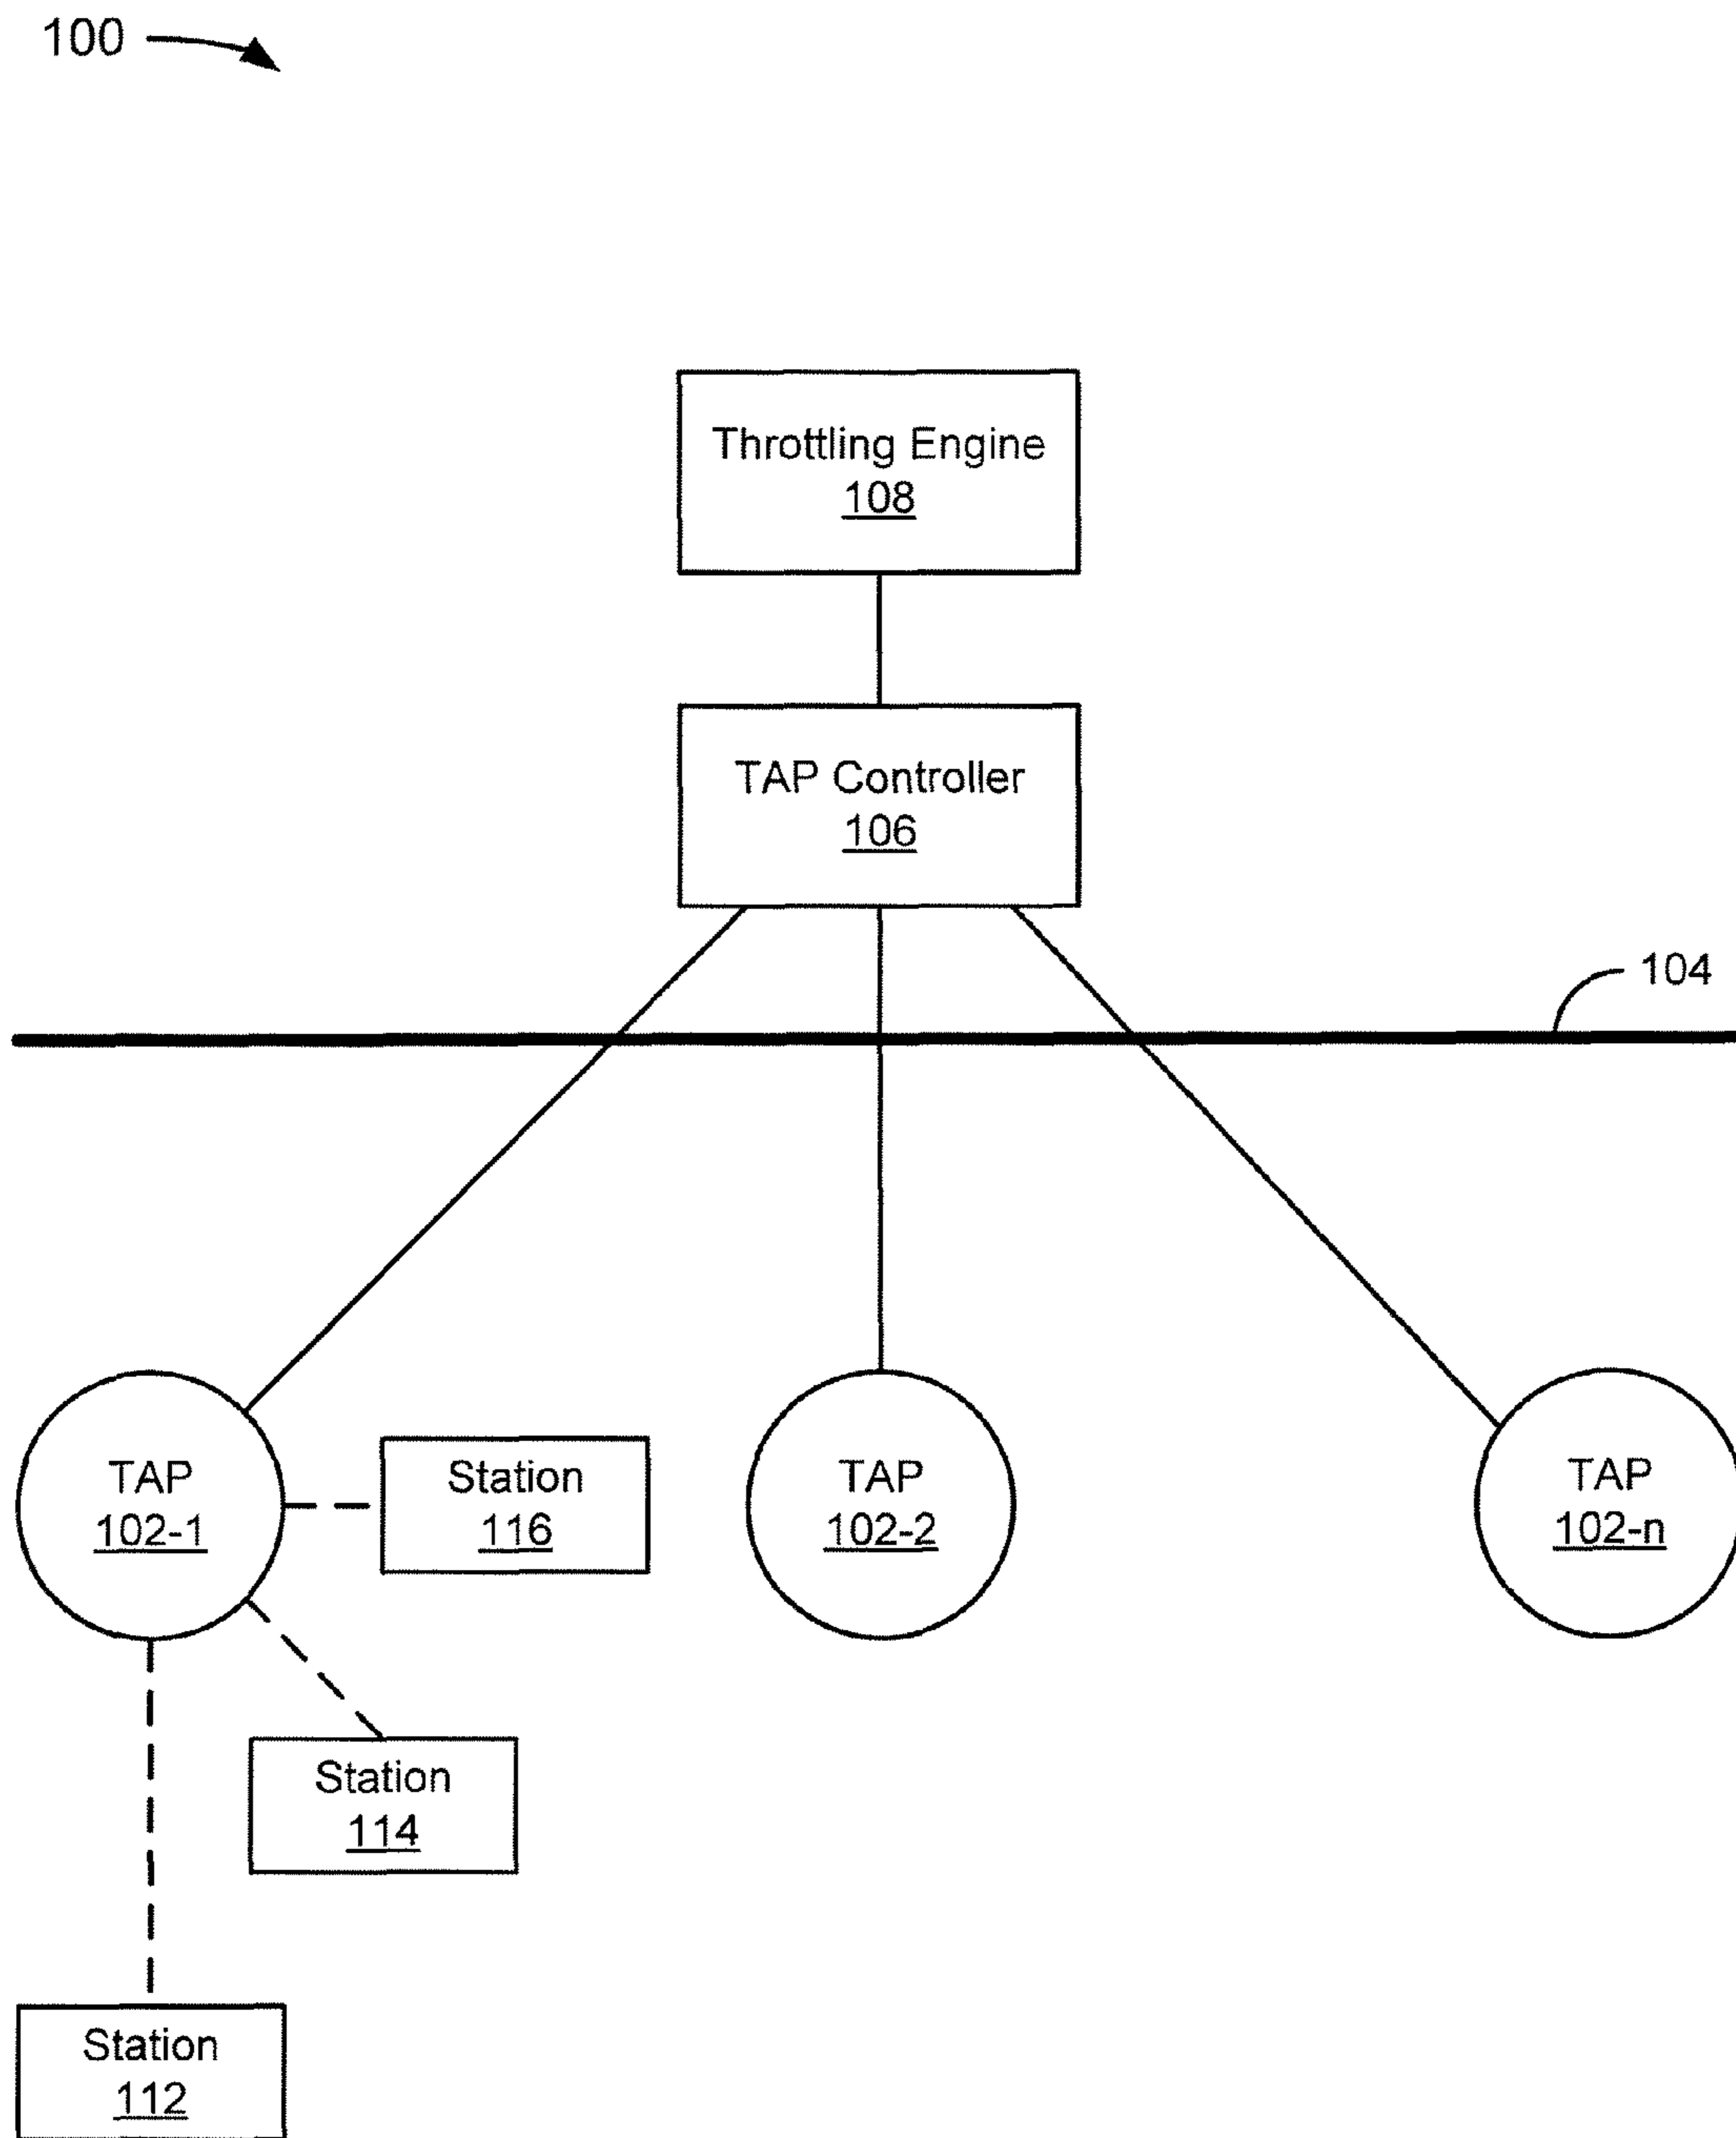 100
Throttling Engine
108
TAP Controller
106
104
TAP
102-1
Station
116
TAP
102-2
TAP
102-n
Station
114
Station
112